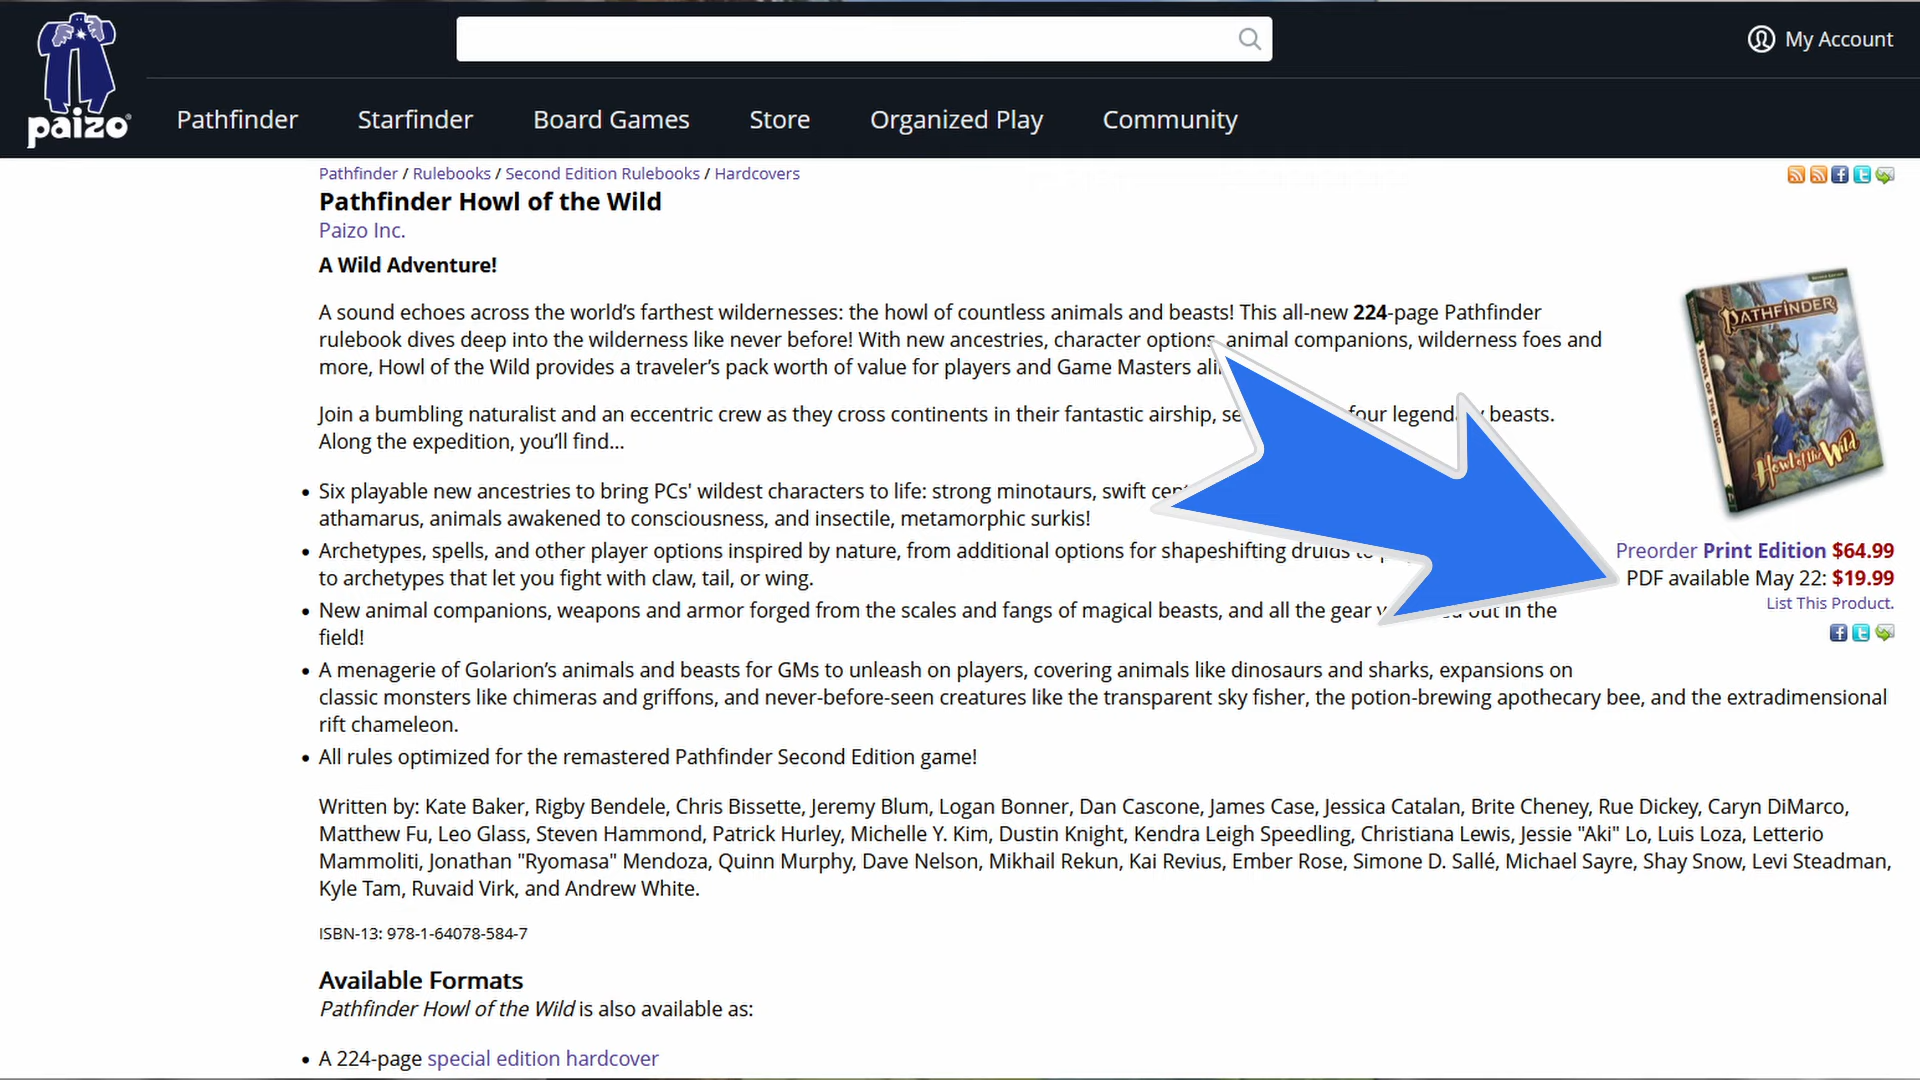 My Account
paizo
Pathfinder Starfinder Board Games Store Organized Play Community
Pathfinder / Rulebooks / Second Edition Rulebooks / Hardcovers
Pathfinder Howl of the Wild
Paizo Inc.
A Wild Adventure!
A sound echoes across the world’s farthest wildernesses: the howl of countless animals and beasts! This all-new 224-page Pathfinder
rulebook dives deep into the wilderness like never before! With new ancestries, character options, animal companions, wilderness foes and
more, Howl of the Wild provides a traveler’s pack worth of value for players and Game Masters
Join a bumbling naturalist and an eccentric crew as they cross continents in their fantastic airship, four legendary beasts.
Along the expedition, you’ll find…
• Six playable new ancestries to bring PCs' wildest characters to life: strong minotaurs, swift
athamarus, animals awakened to consciousness, and insectile, metamorphic surkis!
• Archetypes, spells, and other player options inspired by nature, from additional options for shapeshifting druids to
to archetypes that let you fight with claw, tail, or wing.
• New animal companions, weapons and armor forged from the scales and fangs of magical beasts, and all the gear out in the
field!
• A menagerie of Golarion’s animals and beasts for GMs to unleash on players, covering animals like dinosaurs and sharks, expansions on
classic monsters like chimeras and griffons, and never-before-seen creatures like the transparent sky fisher, the potion-brewing apothecary bee, and the extradimensional
rift chameleon.
• All rules optimized for the remastered Pathfinder Second Edition game!
Written by: Kate Baker, Rigby Bendele, Chris Bissette, Jeremy Blum, Logan Bonner, Dan Cascone, James Case, Jessica Catalan, Brite Cheney, Rue Dickey, Caryn DiMarco,
Matthew Fu, Leo Glass, Steven Hammond, Patrick Hurley, Michelle Y. Kim, Dustin Knight, Kendra Leigh Speedling, Christiana Lewis, Jessie "Aki" Lo, Luis Loza, Letterio
Mammoliti, Jonathan "Ryomasa" Mendoza, Quinn Murphy, Dave Nelson, Mikhail Rekun, Kai Revius, Ember Rose, Simone D. Sallé, Michael Sayre, Shay Snow, Levi Steadman,
Kyle Tam, Ruvaid Virk, and Andrew White.
ISBN-13: 978-1-64078-584-7
Available Formats
Pathfinder Howl of the Wild is also available as:
• A 224-page special edition hardcover
PATHFINDER
HOWL OF THE WILD
Howl of the Wild
Preorder Print Edition $64.99
PDF available May 22: $19.99
List This Product.